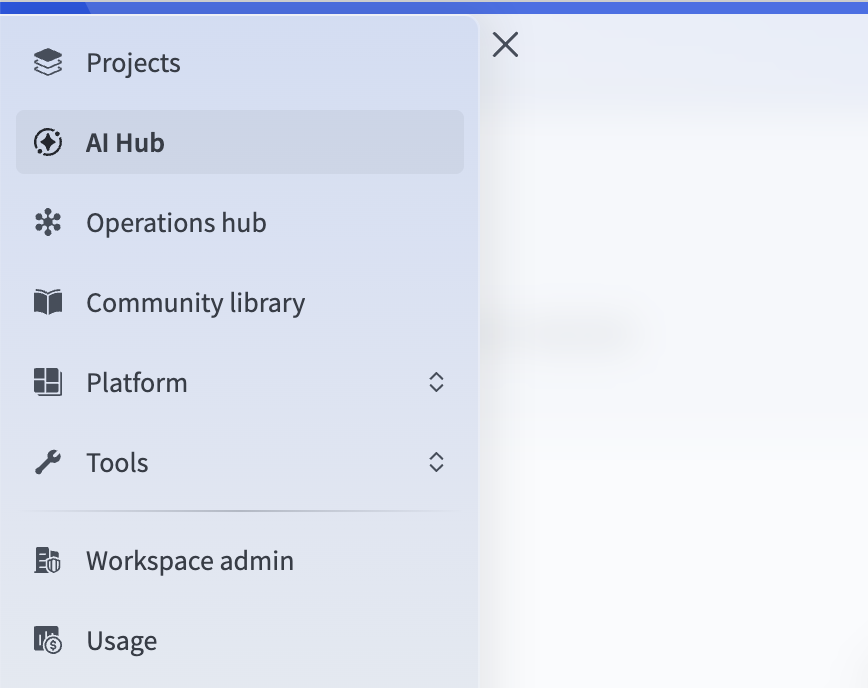 Projects
AI Hub
Operations hub
Community library
Platform
Tools
Workspace admin
Usage